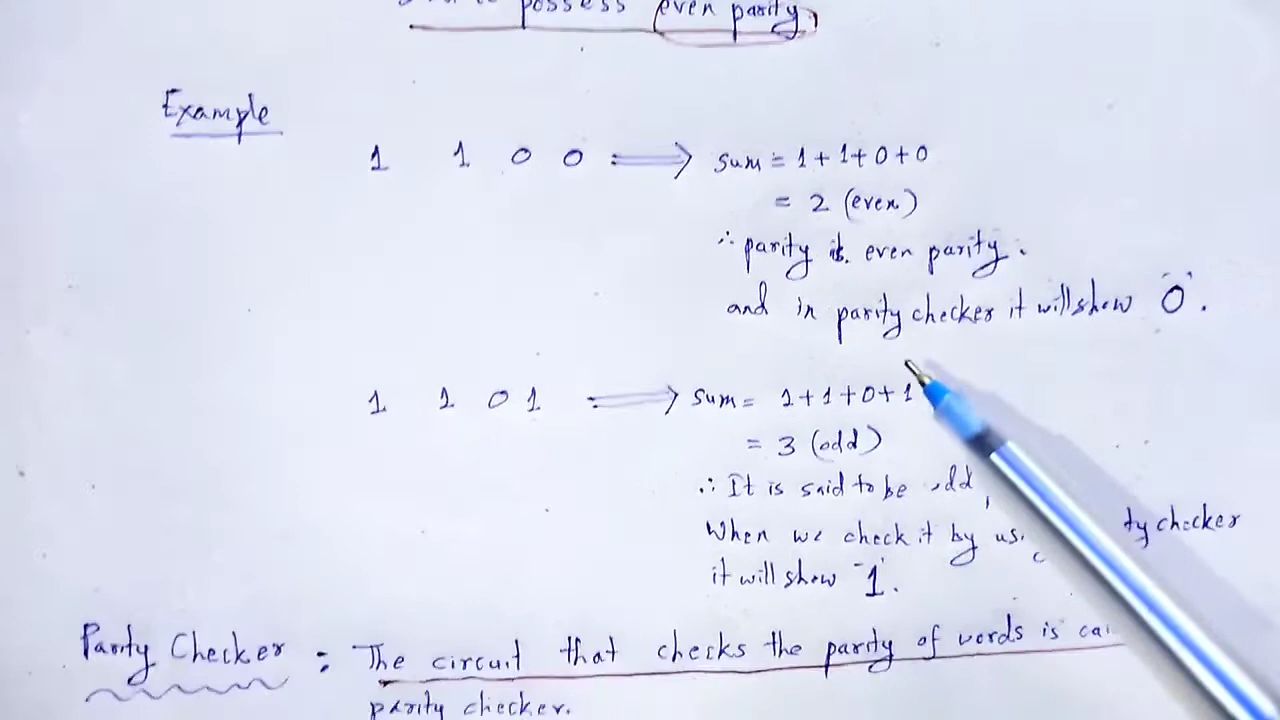 possess even parity
Example
1 1 0 0 ⟹ sum = 1+1+0+0
= 2 (even)
∴ parity is even parity.
and in parity checker it will show "0".
1 1 0 1 ⟹ sum = 1+1+0+1
= 3 (odd)
∴ It is said to be odd,
When we check it by checker
it will show "1".
Parity Checker : The circuit that checks the parity of words is
parity checker.